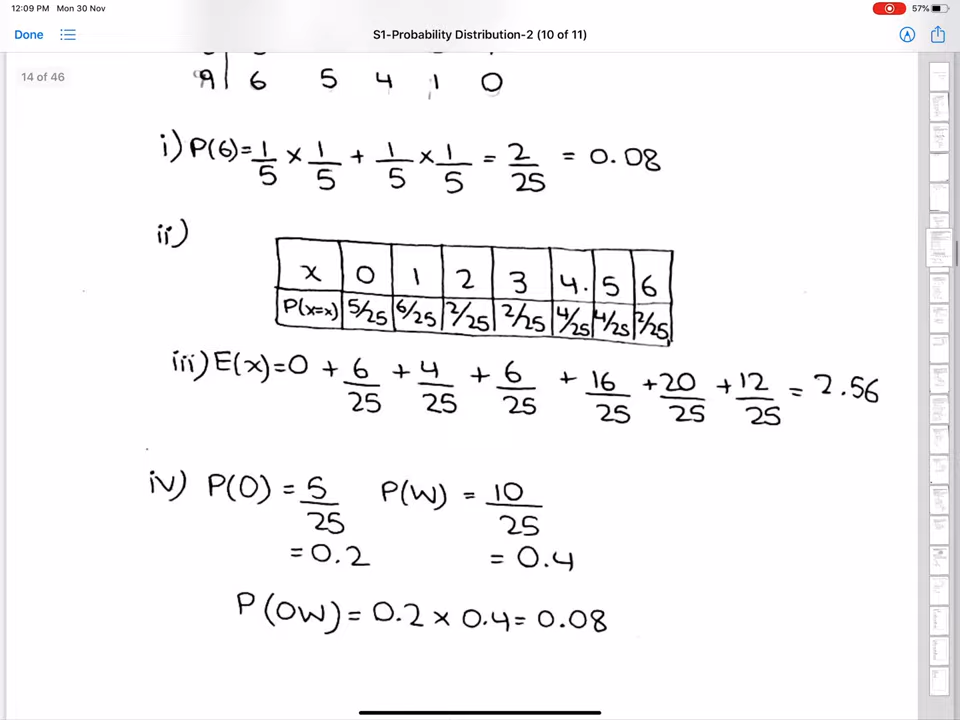 12:09 PM Mon 30 Nov
57%
Done
S1-Probability Distribution-2 (10 of 11)
14 of 46
9 | 6 5 4 1 0
i) P(6) = 1/5 × 1/5 + 1/5 × 1/5 = 2/25 = 0.08
ii)
x 0 1 2 3 4. 5 6
P(x=x) 5/25 6/25 2/25 2/25 4/25 4/25 2/25
iii) E(x) = 0 + 6/25 + 4/25 + 6/25 + 16/25 + 20/25 + 12/25 = 2.56
iv) P(0) = 5/25 P(W) = 10/25
= 0.2 = 0.4
P(0W) = 0.2 × 0.4 = 0.08